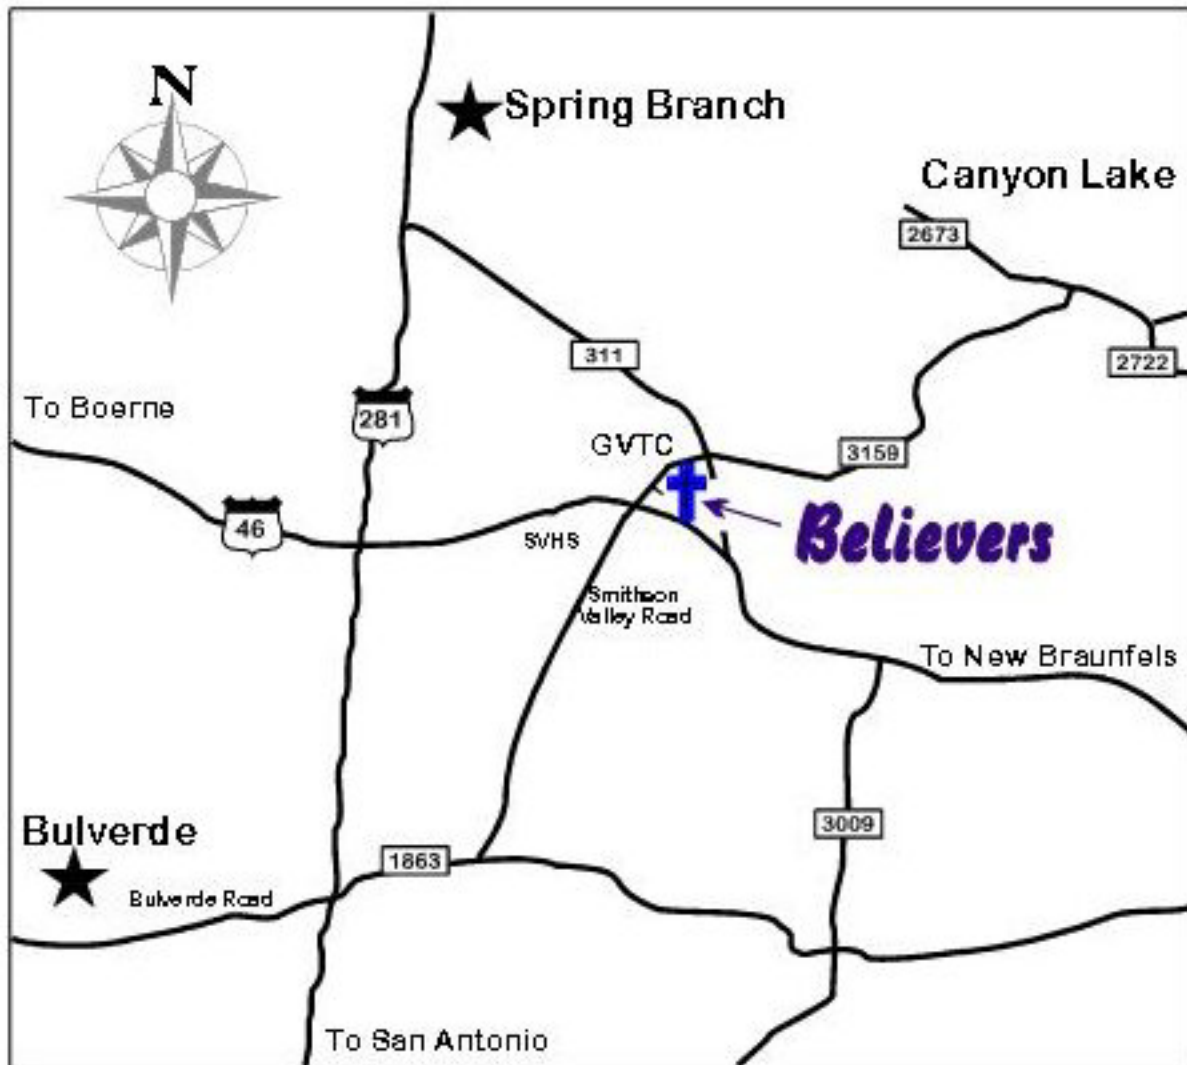 N
Spring Branch
Canyon Lake
2673
311
2722
To Boerne
281
GVTC
3159
46
SVHS
Believers
Smithson
Valley Road
To New Braunfels
Bulverde
3009
1863
Bulverde Road
To San Antonio